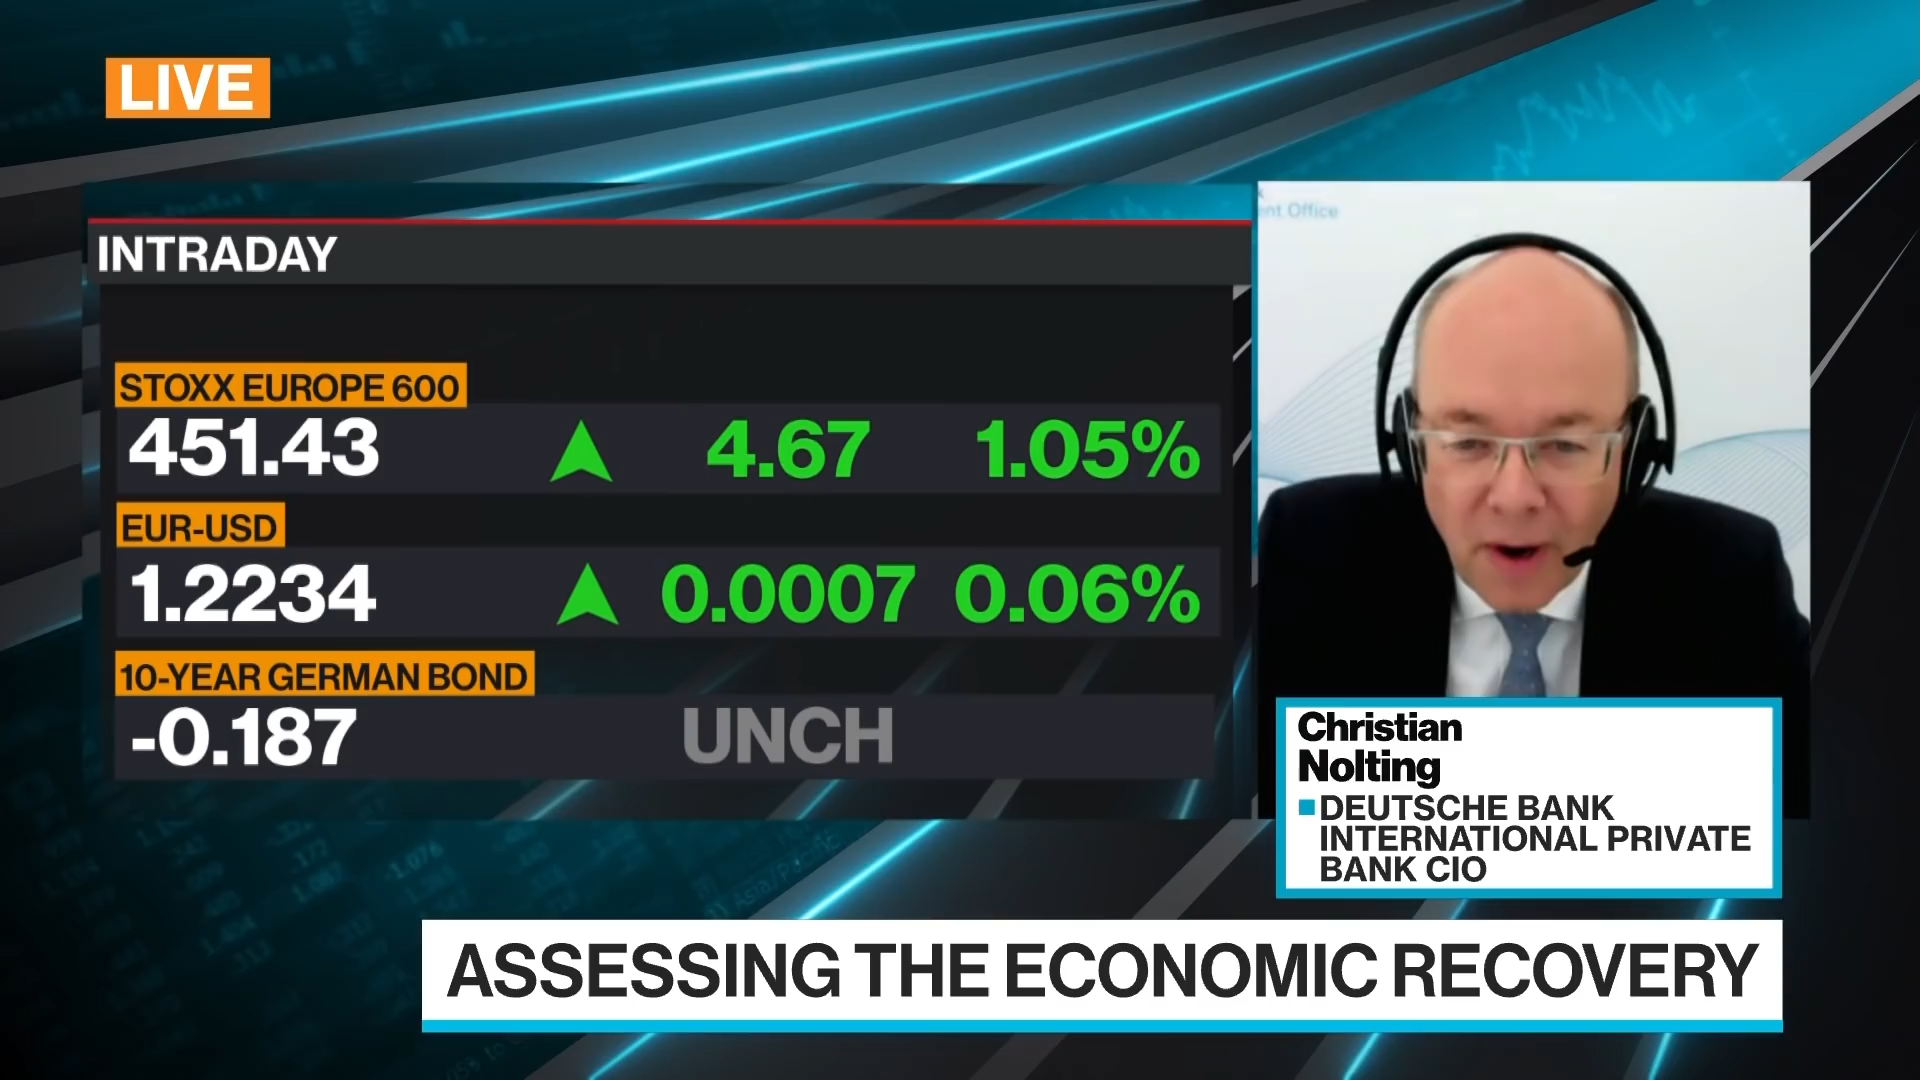 LIVE
INTRADAY
STOXX EUROPE 600
451.43 4.67 1.05%
EUR-USD
1.2234 0.0007 0.06%
10-YEAR GERMAN BOND
-0.187 UNCH
Office
Christian
Nolting
DEUTSCHE BANK
INTERNATIONAL PRIVATE
BANK CIO
ASSESSING THE ECONOMIC RECOVERY